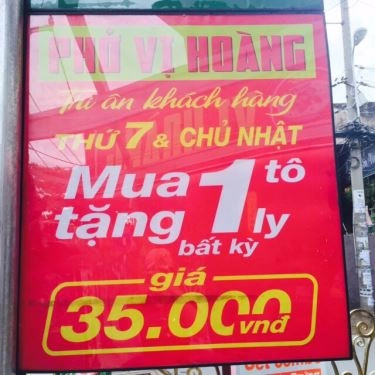 PHỞ VỊ HOÀNG
Tri ân khách hàng
THỨ 7 & CHỦ NHẬT
Mua 1 tô
tặng 1 ly
bất kỳ
giá
35.000 vnđ